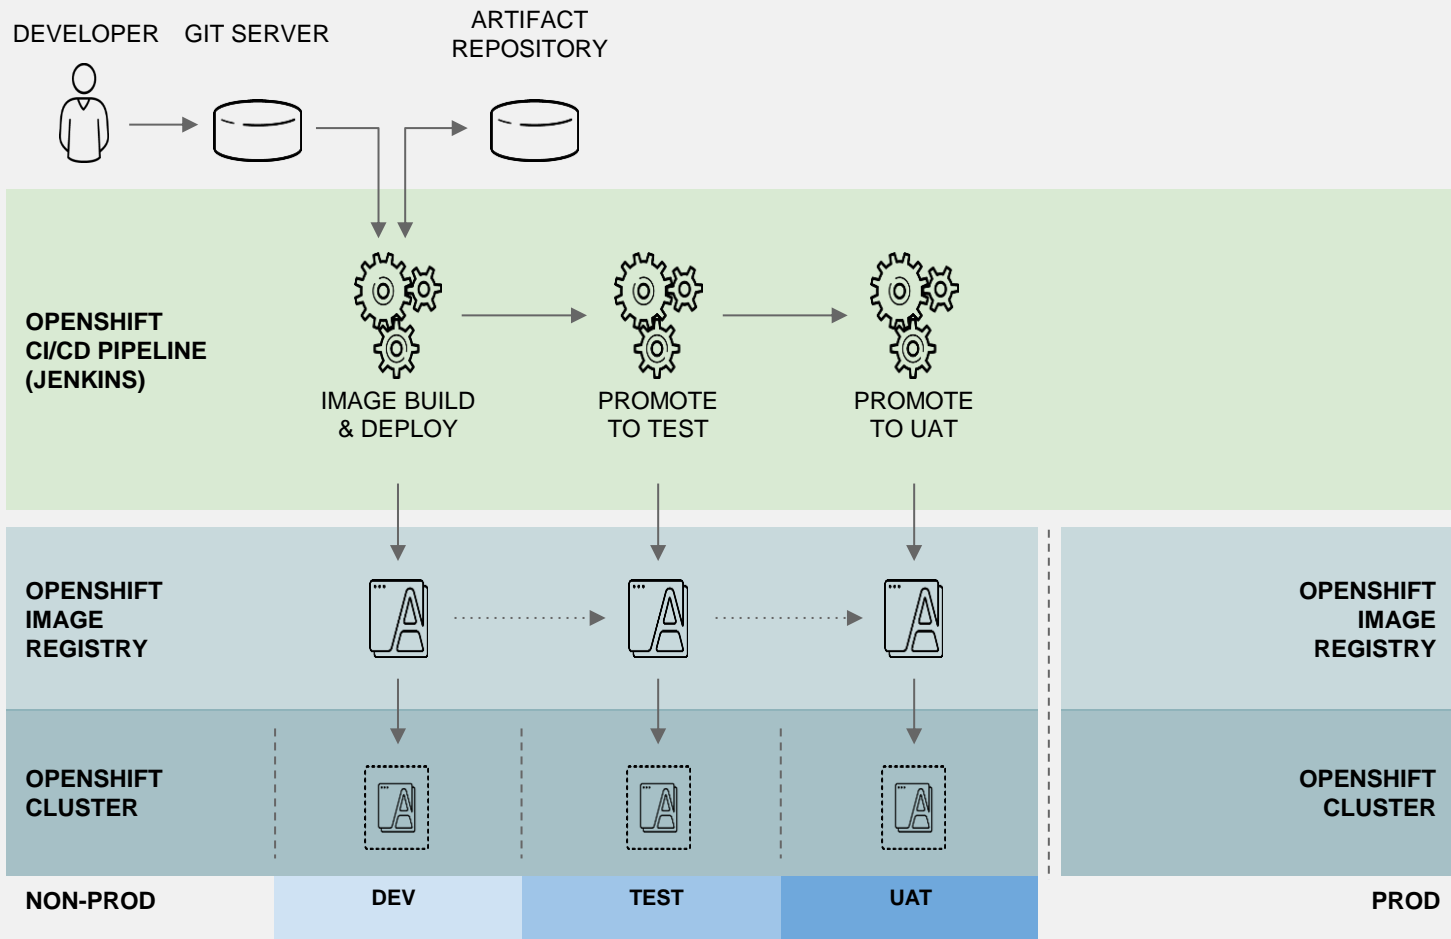 DEVELOPER
GIT SERVER
ARTIFACT
REPOSITORY
OPENSHIFT
CI/CD PIPELINE
(JENKINS)
IMAGE BUILD
& DEPLOY
PROMOTE
TO TEST
PROMOTE
TO UAT
OPENSHIFT
IMAGE
REGISTRY
OPENSHIFT
IMAGE
REGISTRY
OPENSHIFT
CLUSTER
OPENSHIFT
CLUSTER
NON-PROD
DEV
TEST
UAT
PROD